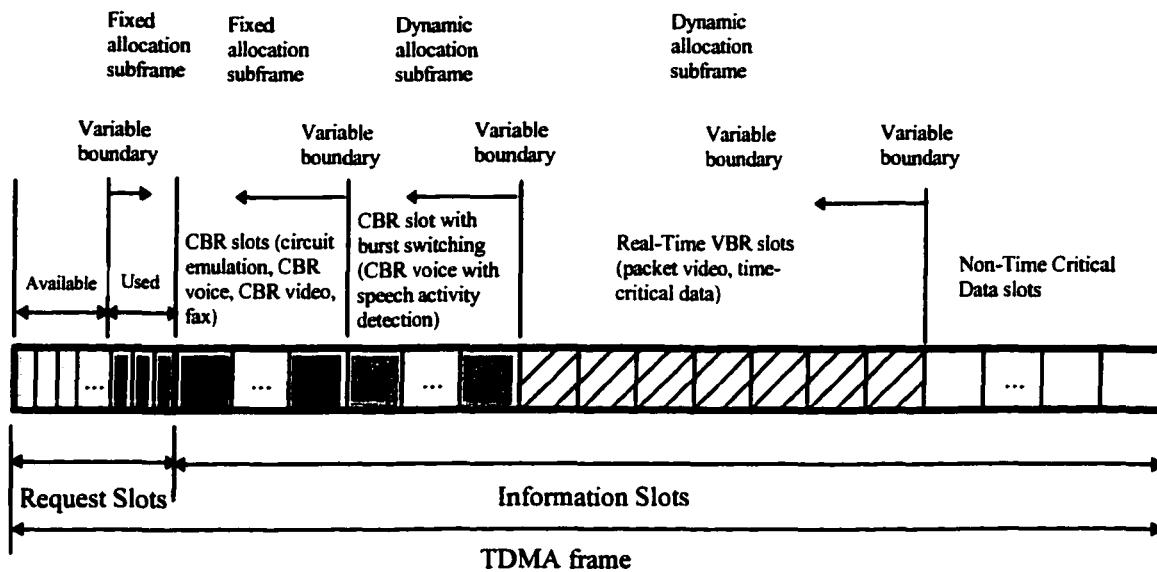 Fixed
allocation
subframe
Fixed
allocation
subframe
Dynamic
allocation
subframe
Dynamic
allocation
subframe
Variable
boundary
Variable
boundary
Variable
boundary
Variable
boundary
Variable
boundary
Available
Used
CBR slots (circuit
emulation, CBR
voice, CBR video,
fax)
CBR slot with
burst switching
(CBR voice with
speech activity
detection)
Real-Time VBR slots
(packet video, time-
critical data)
Non-Time Critical
Data slots
...
...
...
...
Request Slots
Information Slots
TDMA frame